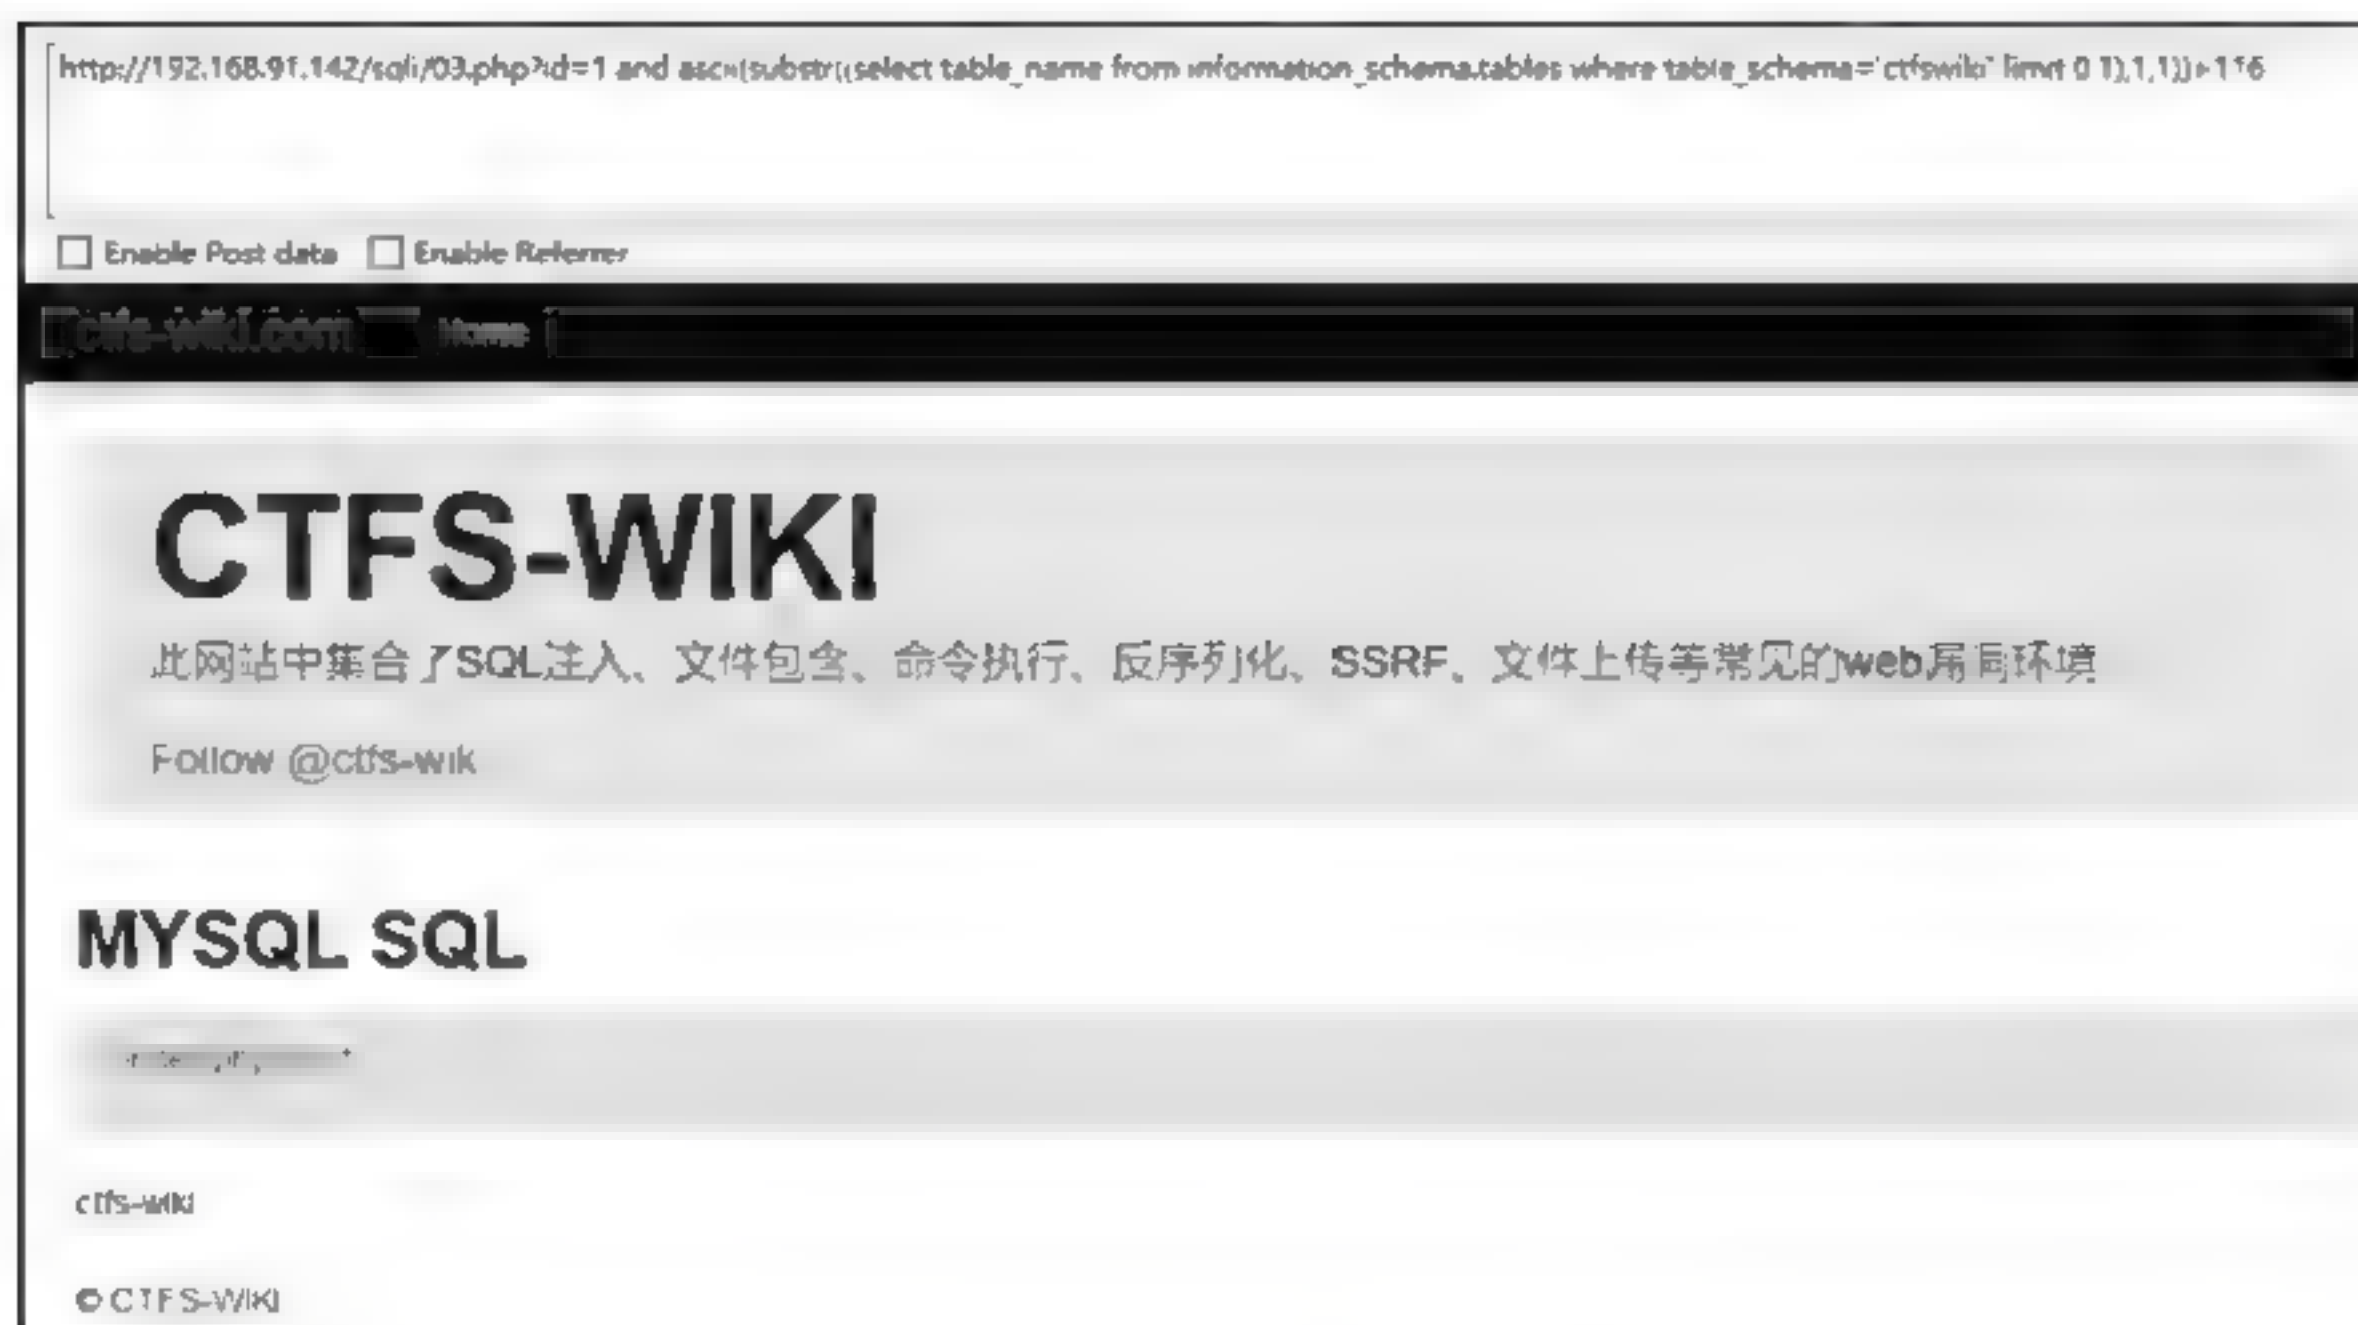 http://192.168.91.142/sqli/03.php?id=1 and ascii(substr((select table_name from information_schema.tables where table_schema='ctfswiki' limit 0,1),1,1))>116
Enable Post data Enable Referrer
ctfs-wiki.com Home
CTFS-WIKI
此网站中集合了SQL注入、文件包含、命令执行、反序列化、SSRF、文件上传等常见的web漏洞环境
Follow @ctfs-wiki
MYSQL SQL
ctfs-wiki
© CTFS-WIKI